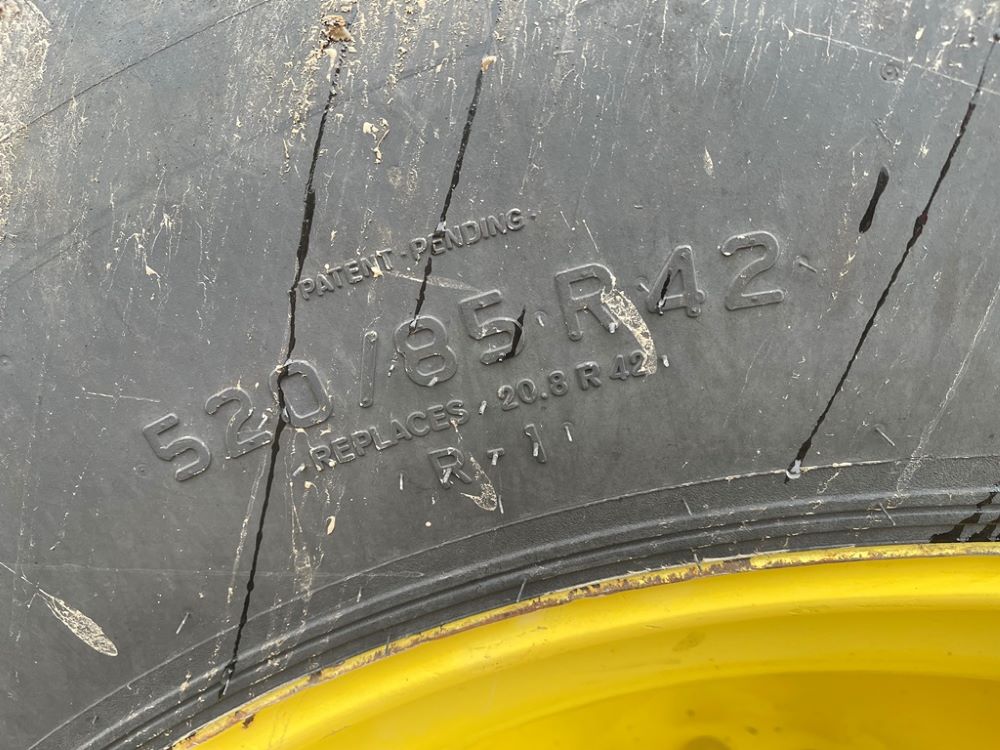 PATENT - PENDING
520/85 R 42
REPLACES 20.8 R 42
R - 1